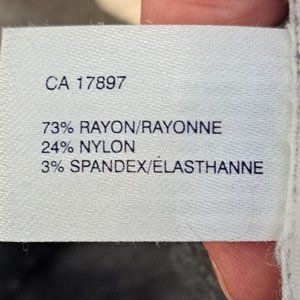 CA 17897
73% RAYON/RAYONNE
24% NYLON
3% SPANDEX/ÉLASTHANNE